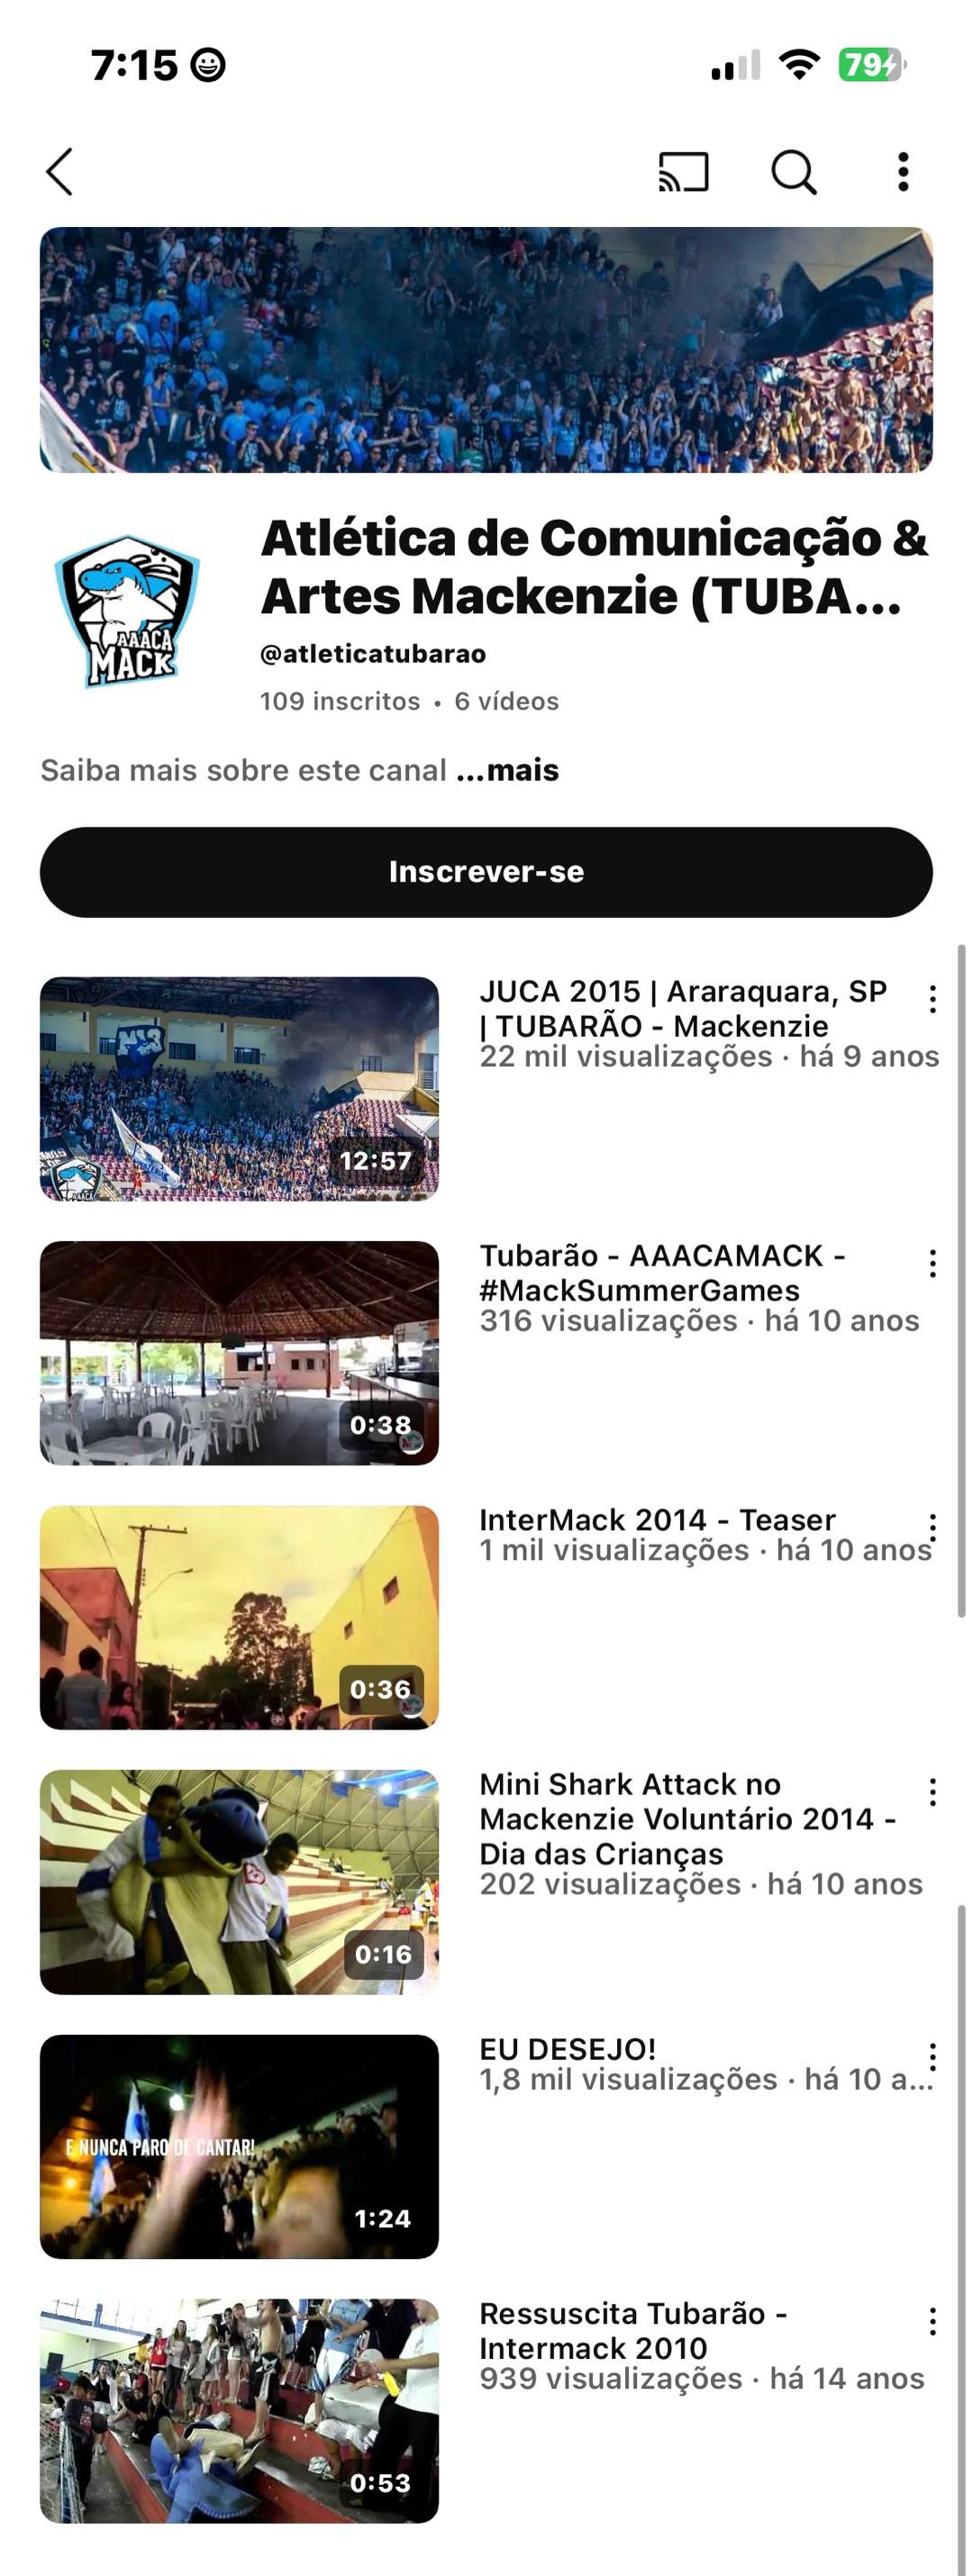 7:15
79
Atlética de Comunicação &
Artes Mackenzie (TUBA...
AAACA
MACK
@atleticatubarao
109 inscritos • 6 vídeos
Saiba mais sobre este canal ...mais
Inscrever-se
12:57
JUCA 2015 | Araraquara, SP
| TUBARÃO - Mackenzie
22 mil visualizações · há 9 anos
0:38
Tubarão - AAACAMACK -
#MackSummerGames
316 visualizações · há 10 anos
0:36
InterMack 2014 - Teaser
1 mil visualizações · há 10 anos
0:16
Mini Shark Attack no
Mackenzie Voluntário 2014 -
Dia das Crianças
202 visualizações · há 10 anos
E NUNCA PARO DE CANTAR!
1:24
EU DESEJO!
1,8 mil visualizações · há 10 a...
0:53
Ressuscita Tubarão -
Intermack 2010
939 visualizações · há 14 anos